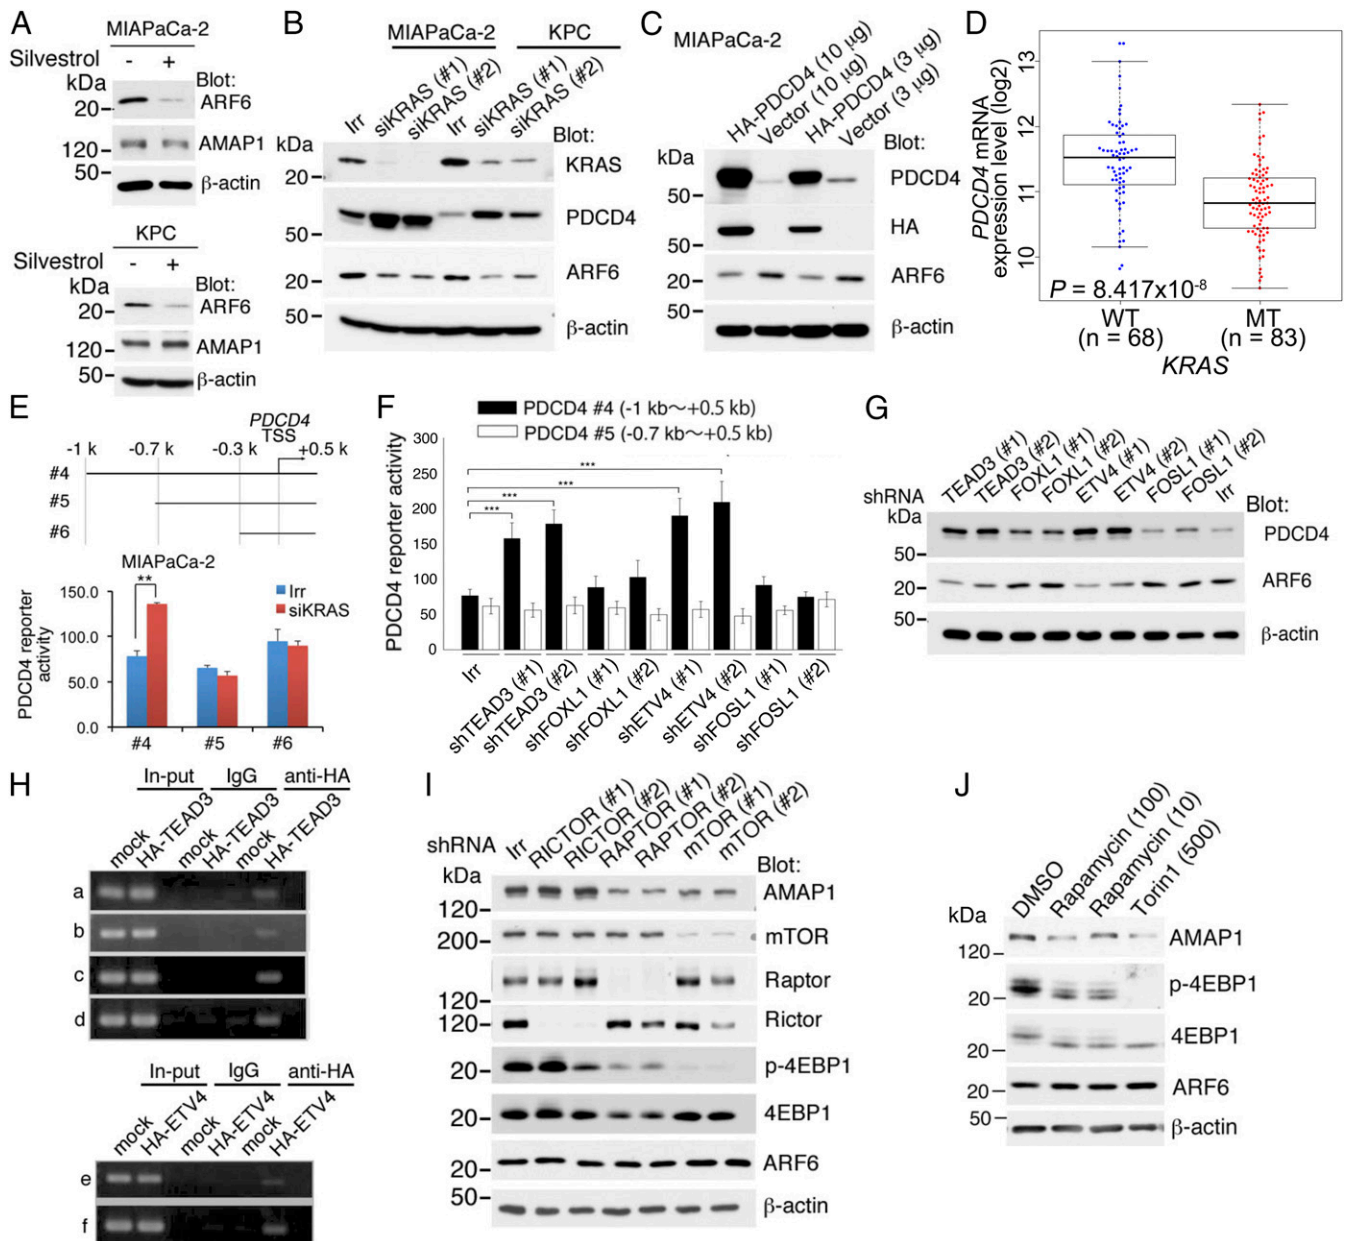 A
MIAPaCa-2
Silvestrol - +
kDa Blot:
20 ARF6
120 AMAP1
50 β-actin
KPC
Silvestrol - +
kDa Blot:
20 ARF6
120 AMAP1
50 β-actin
B
MIAPaCa-2 KPC
Irr siKRAS (#1) siKRAS (#2) Irr siKRAS (#1) siKRAS (#2)
kDa Blot:
20 KRAS
50 PDCD4
20 ARF6
50 β-actin
C MIAPaCa-2
HA-PDCD4 (10 μg) Vector (10 μg) HA-PDCD4 (3 μg) Vector (3 μg)
kDa Blot:
50 PDCD4
50 HA
20 ARF6
50 β-actin
D
PDCD4 mRNA
expression level (log2)
13
12
11
10
P = 8.417x10-8
WT MT
(n = 68) (n = 83)
KRAS
E
PDCD4
TSS
-1 k -0.7 k -0.3 k +0.5 k
#4
#5
#6
MIAPaCa-2
PDCD4 reporter
activity
150.0
100.0
50.0
0.0
**
Irr
siKRAS
#4 #5 #6
F
PDCD4 #4 (-1 kb~+0.5 kb)
PDCD4 #5 (-0.7 kb~+0.5 kb)
PDCD4 reporter activity
300
250
200
150
100
50
0
***
***
***
***
Irr shTEAD3 (#1) shTEAD3 (#2) shFOXL1 (#1) shFOXL1 (#2) shETV4 (#1) shETV4 (#2) shFOSL1 (#1) shFOSL1 (#2)
G
shRNA TEAD3 (#1) TEAD3 (#2) FOXL1 (#1) FOXL1 (#2) ETV4 (#1) ETV4 (#2) FOSL1 (#1) FOSL1 (#2) Irr
kDa Blot:
50 PDCD4
20 ARF6
50 β-actin
H
In-put IgG anti-HA
mock HA-TEAD3 mock HA-TEAD3 mock HA-TEAD3
a
b
c
d
In-put IgG anti-HA
mock HA-ETV4 mock HA-ETV4 mock HA-ETV4
e
f
I
shRNA Irr RICTOR (#1) RICTOR (#2) RAPTOR (#1) RAPTOR (#2) mTOR (#1) mTOR (#2)
kDa Blot:
120 AMAP1
200 mTOR
120 Raptor
120 Rictor
20 p-4EBP1
20 4EBP1
20 ARF6
50 β-actin
J
DMSO Rapamycin (100) Rapamycin (10) Torin1 (500)
kDa
120 AMAP1
20 p-4EBP1
20 4EBP1
20 ARF6
50 β-actin